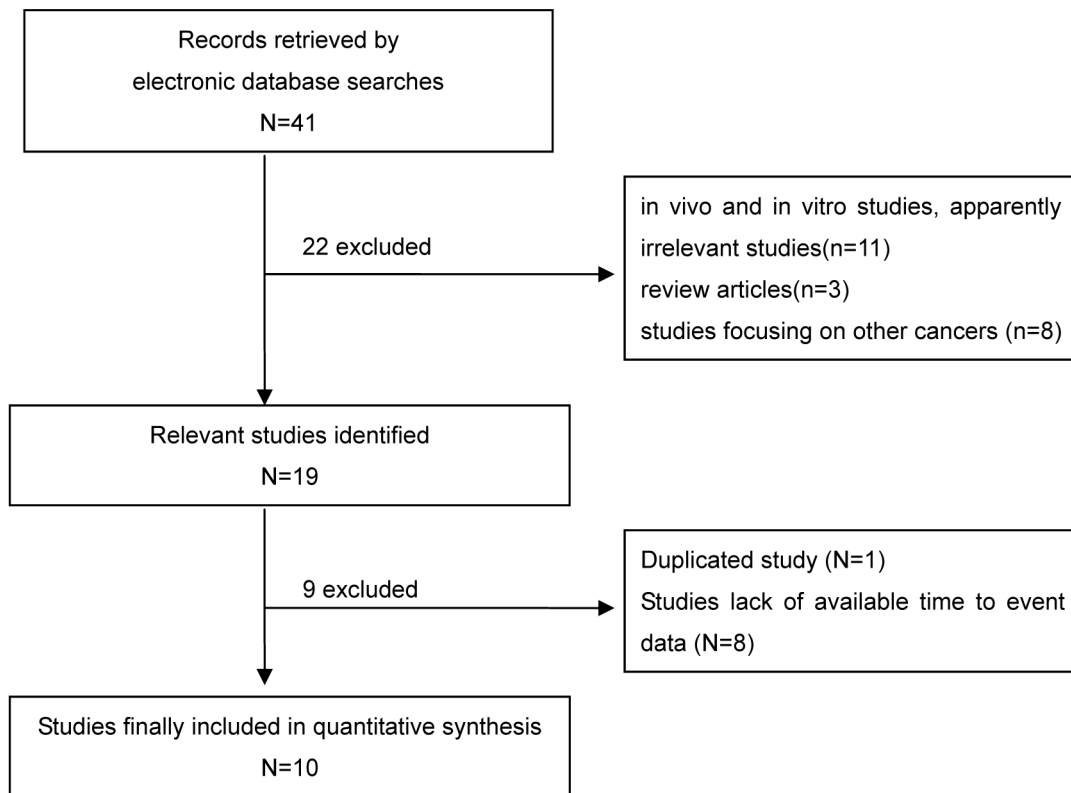 Records retrieved by
electronic database searches
N=41
22 excluded
in vivo and in vitro studies, apparently
irrelevant studies(n=11)
review articles(n=3)
studies focusing on other cancers (n=8)
Relevant studies identified
N=19
9 excluded
Duplicated study (N=1)
Studies lack of available time to event
data (N=8)
Studies finally included in quantitative synthesis
N=10